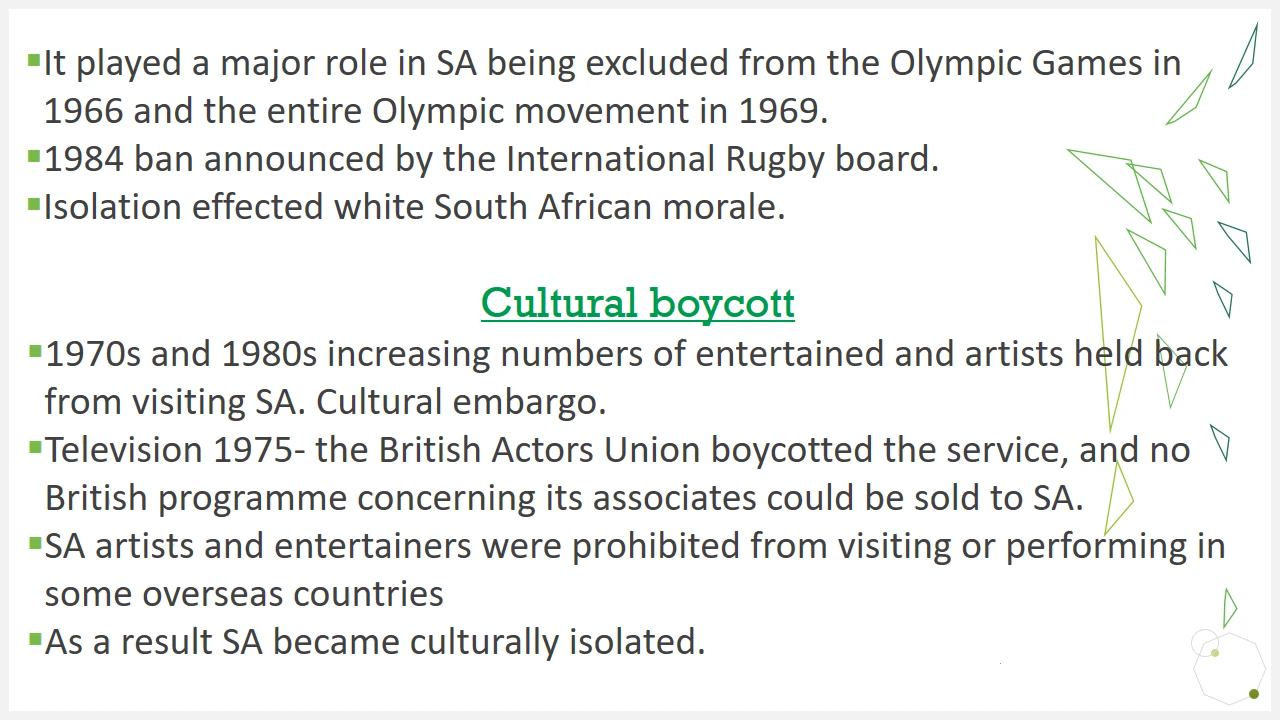 ▪It played a major role in SA being excluded from the Olympic Games in
1966 and the entire Olympic movement in 1969.
▪1984 ban announced by the International Rugby board.
▪Isolation effected white South African morale.
Cultural boycott
▪1970s and 1980s increasing numbers of entertained and artists held back
from visiting SA. Cultural embargo.
▪Television 1975- the British Actors Union boycotted the service, and no
British programme concerning its associates could be sold to SA.
▪SA artists and entertainers were prohibited from visiting or performing in
some overseas countries
▪As a result SA became culturally isolated.